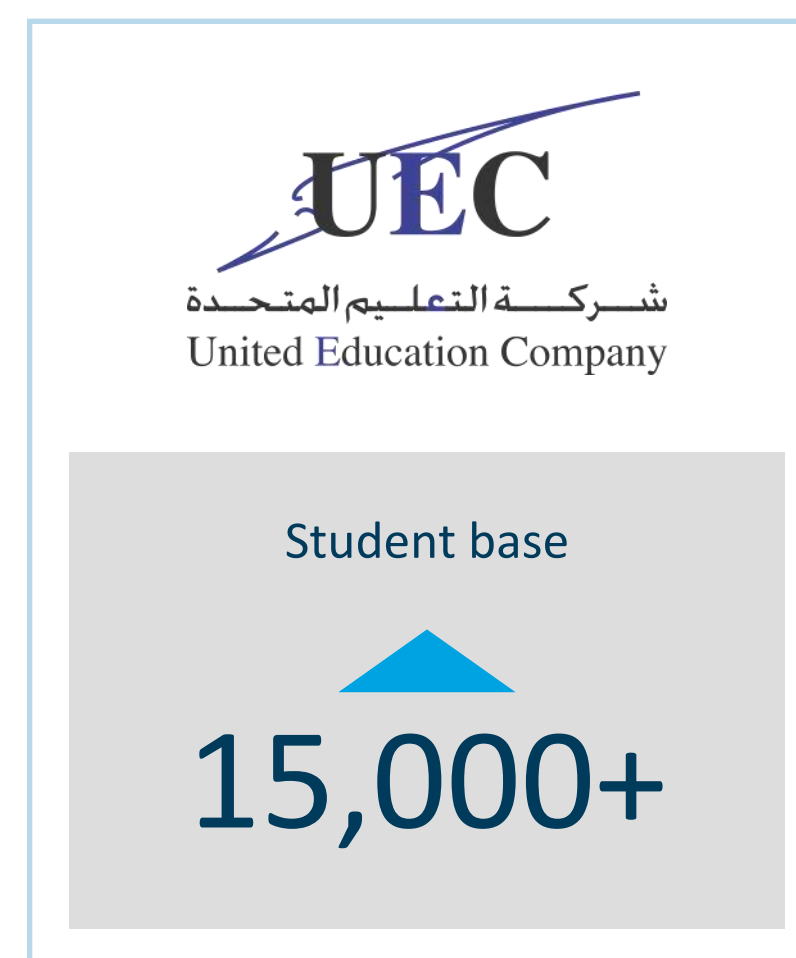 UEC
شركة التعليم المتحدة
United Education Company
Student base
15,000+